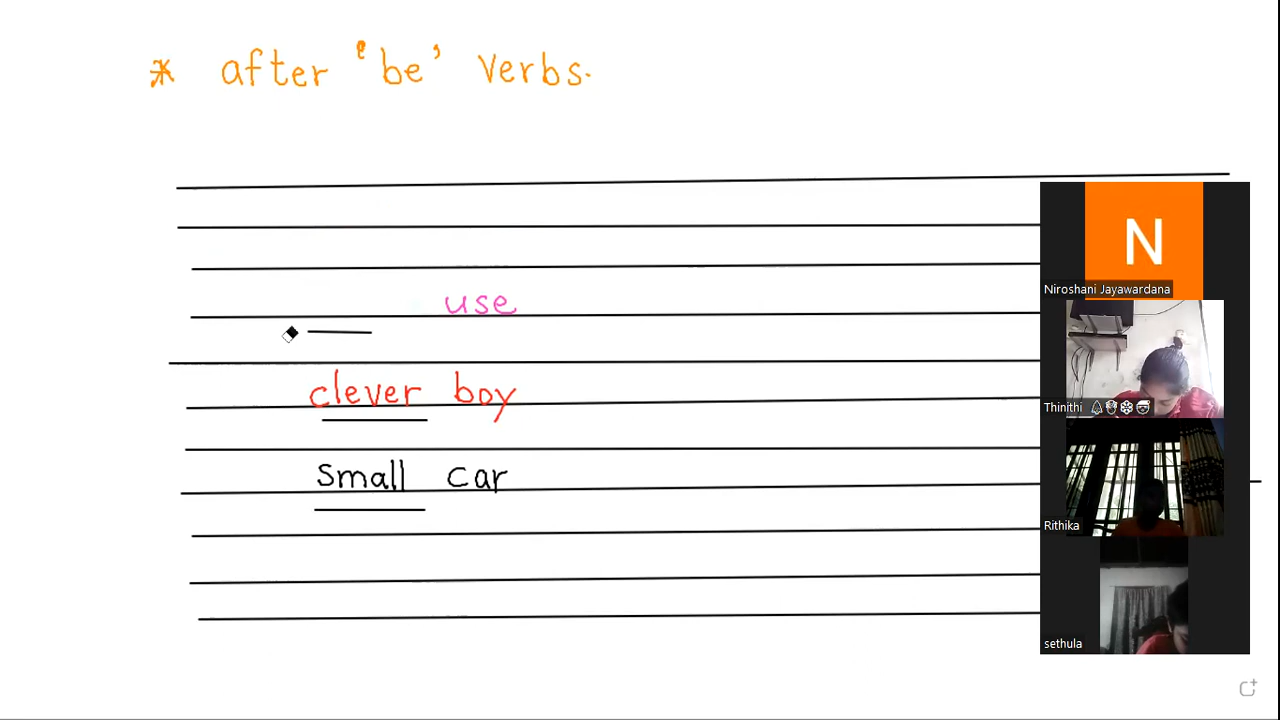 * after 'be' verbs.
use
clever boy
small car
N
Niroshani Jayawardana
Thinithi
Rithika
sethula